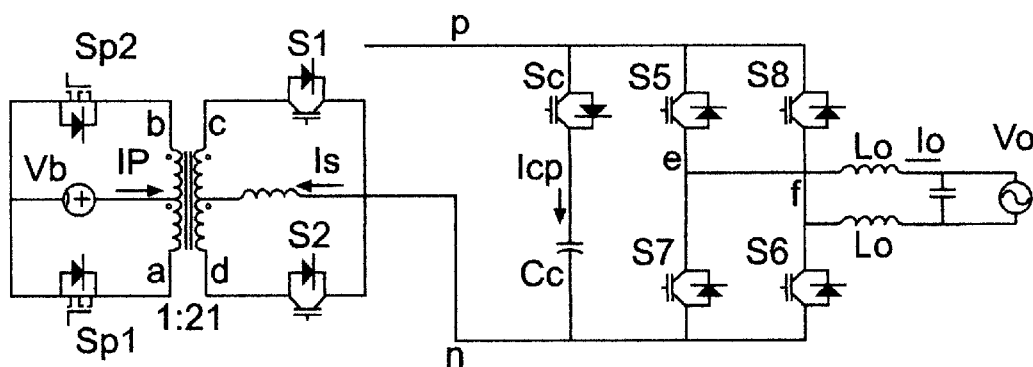 p
Sp2
S1
Sc
S5
S8
b
c
Vb
IP
Is
Icp
e
f
Lo
Io
Vo
+
S2
Lo
a
d
Cc
S7
S6
1:21
Sp1
n